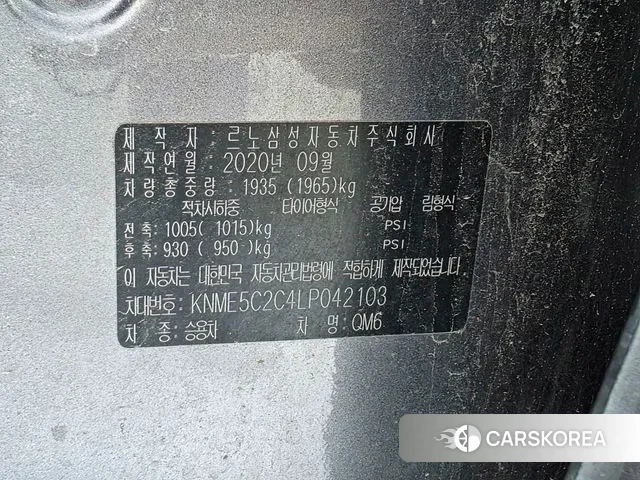 제 작 자 : 르노삼성자동차주식회사
제작연월 : 2020년 09월
차량총중량 : 1935 (1965)kg
적차시하중 타이어형식 공기압 림형식
전축: 1005( 1015)kg PSI
후축: 930 ( 950 )kg PSI
이 자동차는 대한민국 자동차관리법령에 적합하게 제작되었습니다.
차대번호: KNME5C2C4LP042103
차 종: 승용차 차 명: QM6
CARSKOREA